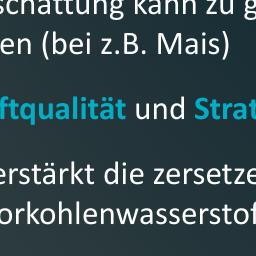 schattung kann zu g
en (bei z.B. Mais)
ftqualität und Strat
erstärkt die zersetze
orkohlenwasserstof